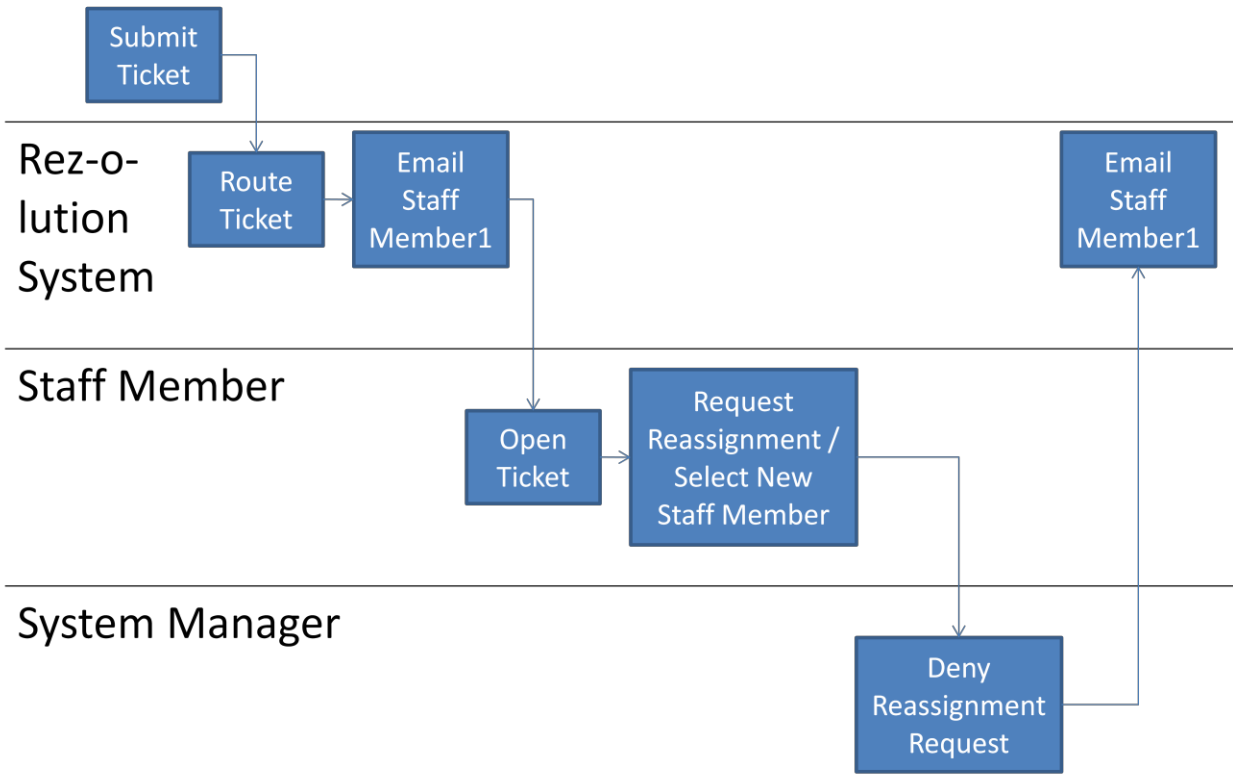 Submit
Ticket
Rez-o-
lution
System
Route
Ticket
Email
Staff
Member1
Email
Staff
Member1
Staff Member
Open
Ticket
Request
Reassignment /
Select New
Staff Member
System Manager
Deny
Reassignment
Request